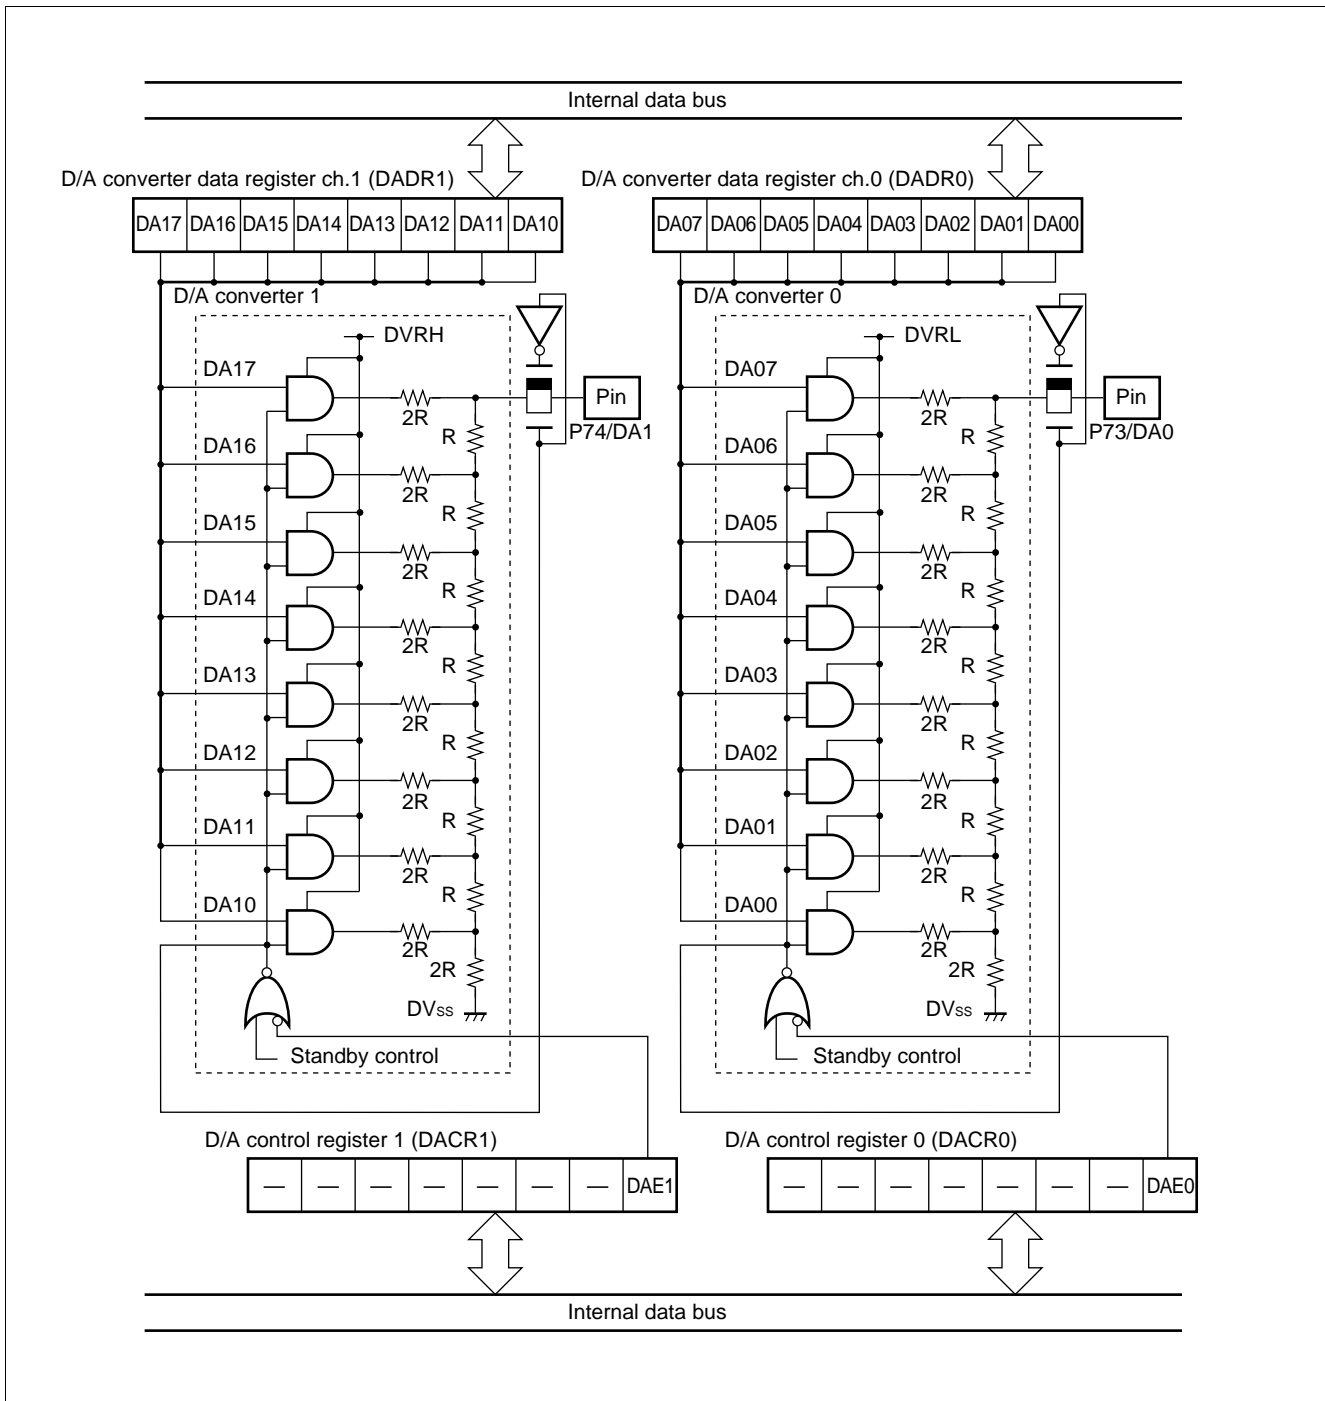 Internal data bus
D/A converter data register ch.1 (DADR1) D/A converter data register ch.0 (DADR0)
DA17 DA16 DA15 DA14 DA13 DA12 DA11 DA10 DA07 DA06 DA05 DA04 DA03 DA02 DA01 DA00
D/A converter 1 D/A converter 0
DVRH DVRL
DA17 DA07
Pin Pin
2R 2R
P74/DA1 P73/DA0
R R
DA16 DA06
2R 2R
R R
DA15 DA05
2R 2R
R R
DA14 DA04
2R 2R
R R
DA13 DA03
2R 2R
R R
DA12 DA02
2R 2R
R R
DA11 DA01
2R 2R
R R
DA10 DA00
2R 2R
2R 2R
DVss DVss
Standby control Standby control
D/A control register 1 (DACR1) D/A control register 0 (DACR0)
— — — — — — — DAE1 — — — — — — — DAE0
Internal data bus